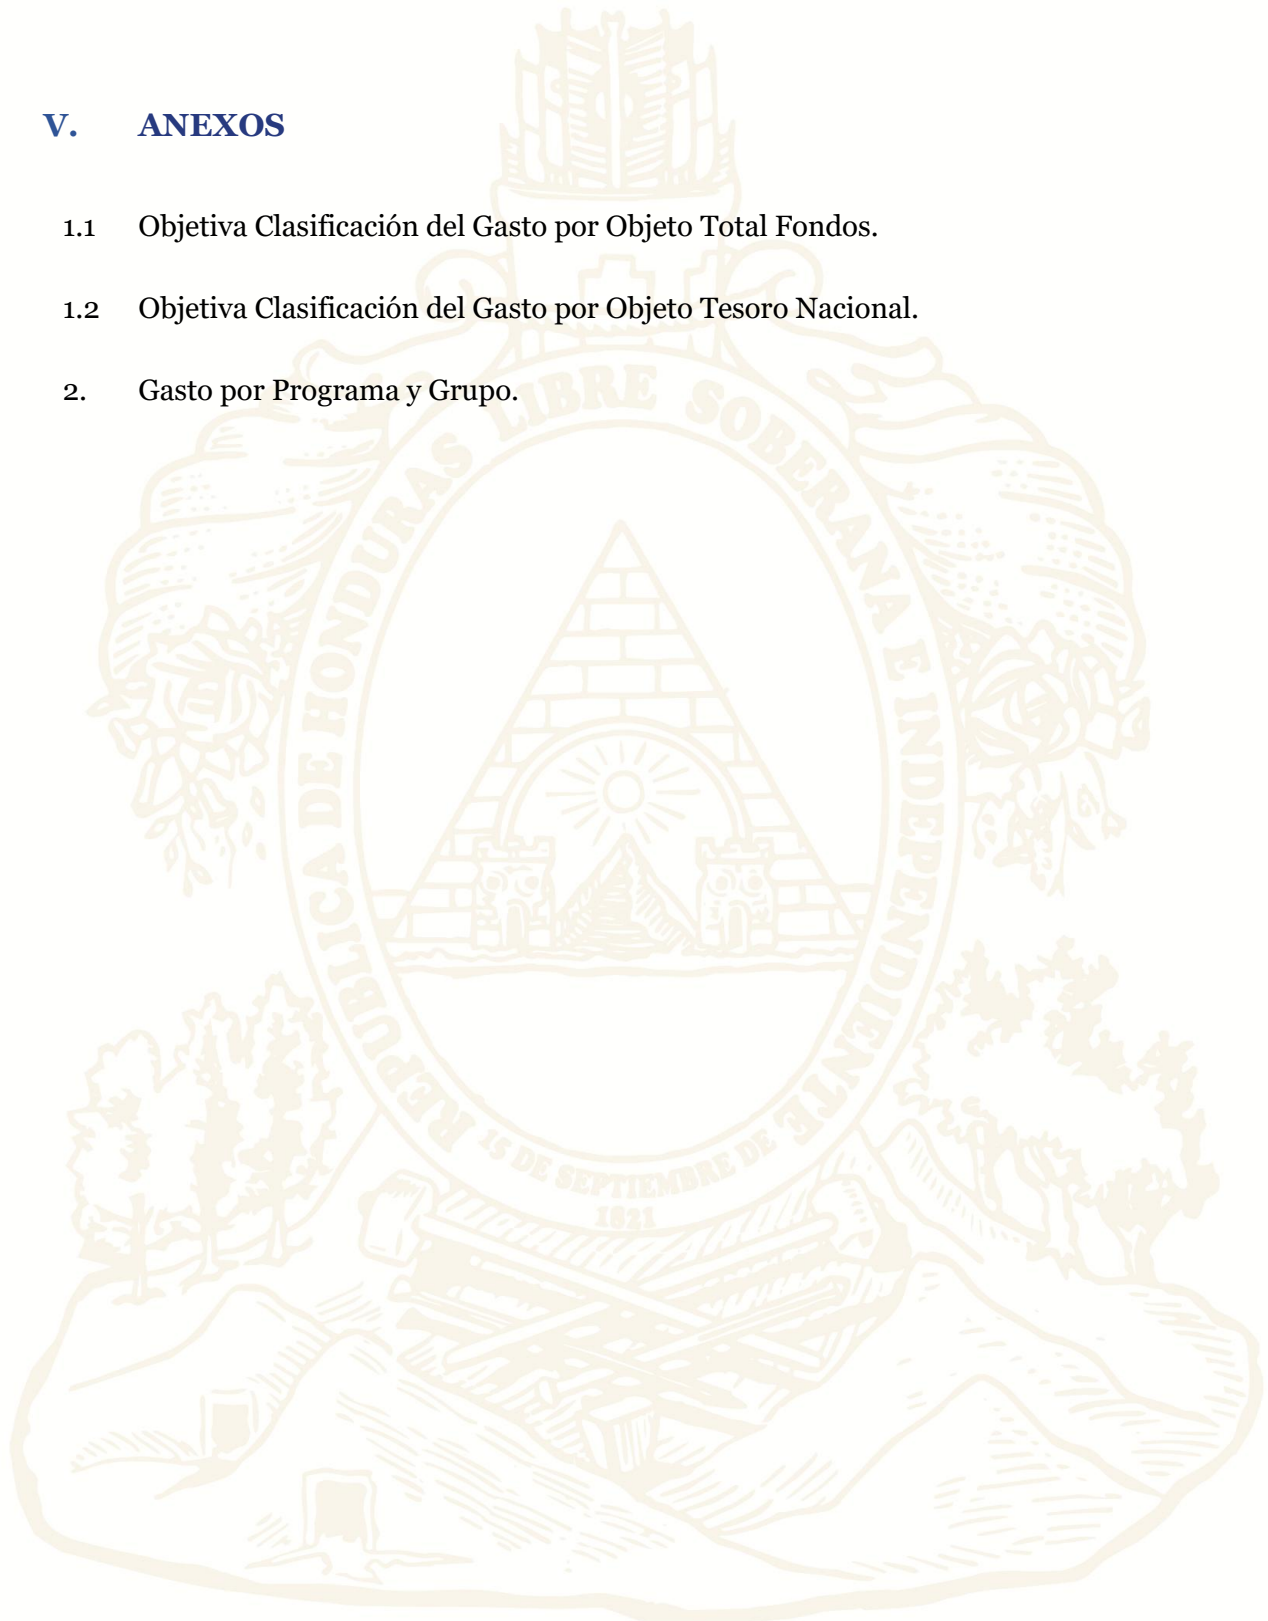 V. ANEXOS
1.1 Objetiva Clasificación del Gasto por Objeto Total Fondos.
1.2 Objetiva Clasificación del Gasto por Objeto Tesoro Nacional.
2. Gasto por Programa y Grupo.
REPUBLICA DE HONDURAS LIBRE SOBERANA E INDEPENDIENTE
15 DE SEPTIEMBRE DE
1821